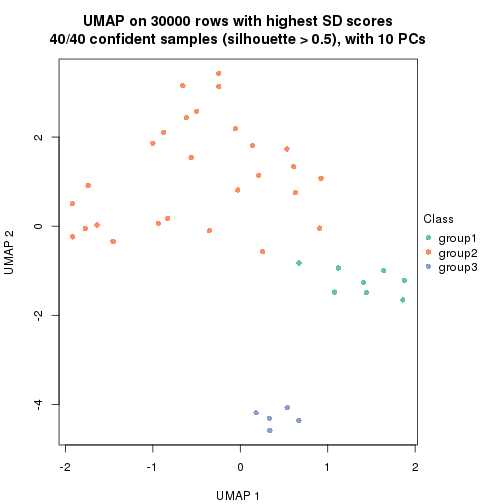 UMAP on 30000 rows with highest SD scores
40/40 confident samples (silhouette > 0.5), with 10 PCs
UMAP 2
2
0
-2
-4
-2
-1
0
1
2
UMAP 1
Class
group1
group2
group3